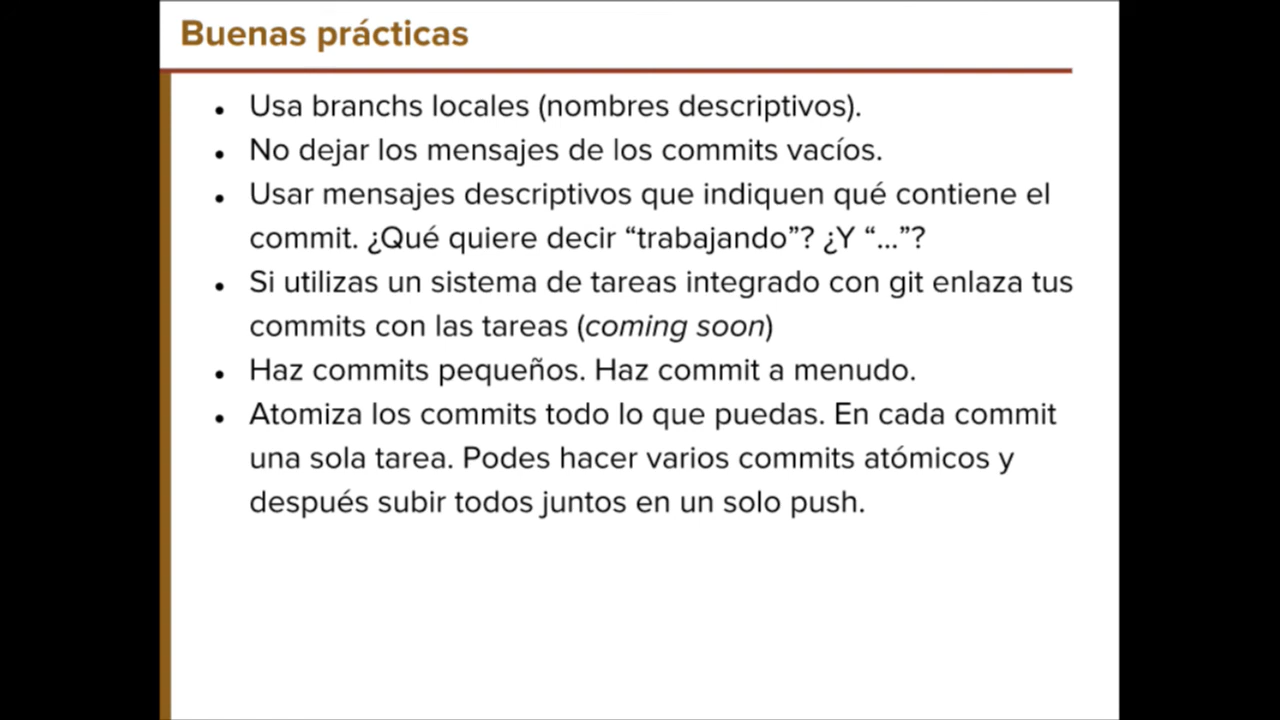 Buenas prácticas
• Usa branchs locales (nombres descriptivos).
• No dejar los mensajes de los commits vacíos.
• Usar mensajes descriptivos que indiquen qué contiene el
commit. ¿Qué quiere decir “trabajando”? ¿Y “...”?
• Si utilizas un sistema de tareas integrado con git enlaza tus
commits con las tareas (coming soon)
• Haz commits pequeños. Haz commit a menudo.
• Atomiza los commits todo lo que puedas. En cada commit
una sola tarea. Podes hacer varios commits atómicos y
después subir todos juntos en un solo push.